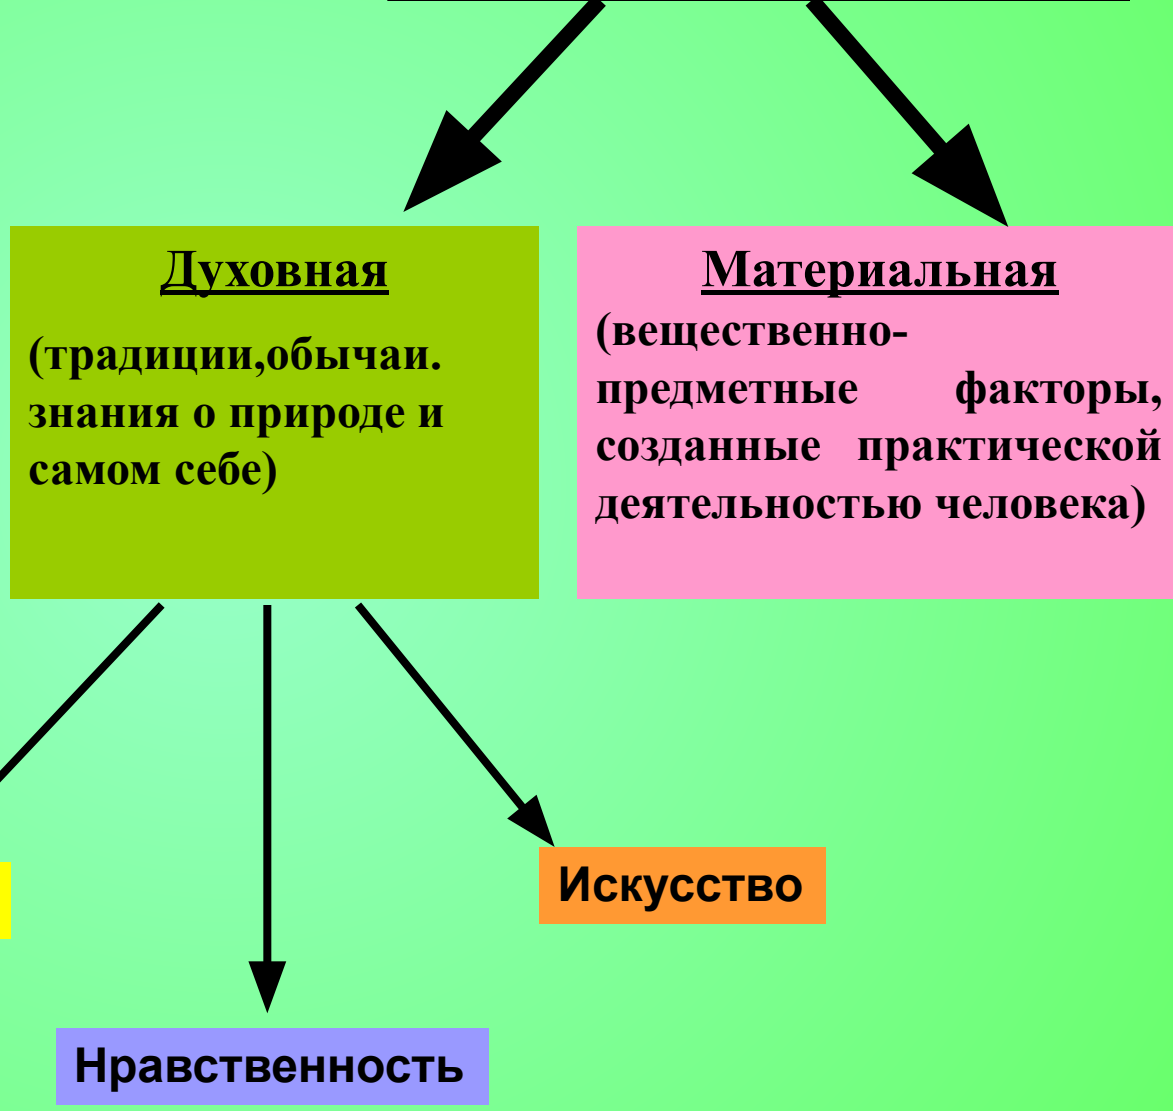 Духовная
(традиции,обычаи.
знания о природе и
самом себе)
Материальная
(вещественно-
предметные факторы,
созданные практической
деятельностью человека)
Искусство
Нравственность